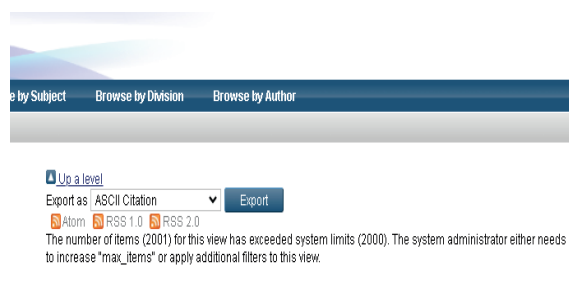 e by Subject Browse by Division Browse by Author
Up a level
Export as ASCII Citation Export
Atom RSS 1.0 RSS 2.0
The number of items (2001) for this view has exceeded system limits (2000). The system administrator either needs
to increase "max_items" or apply additional filters to this view.